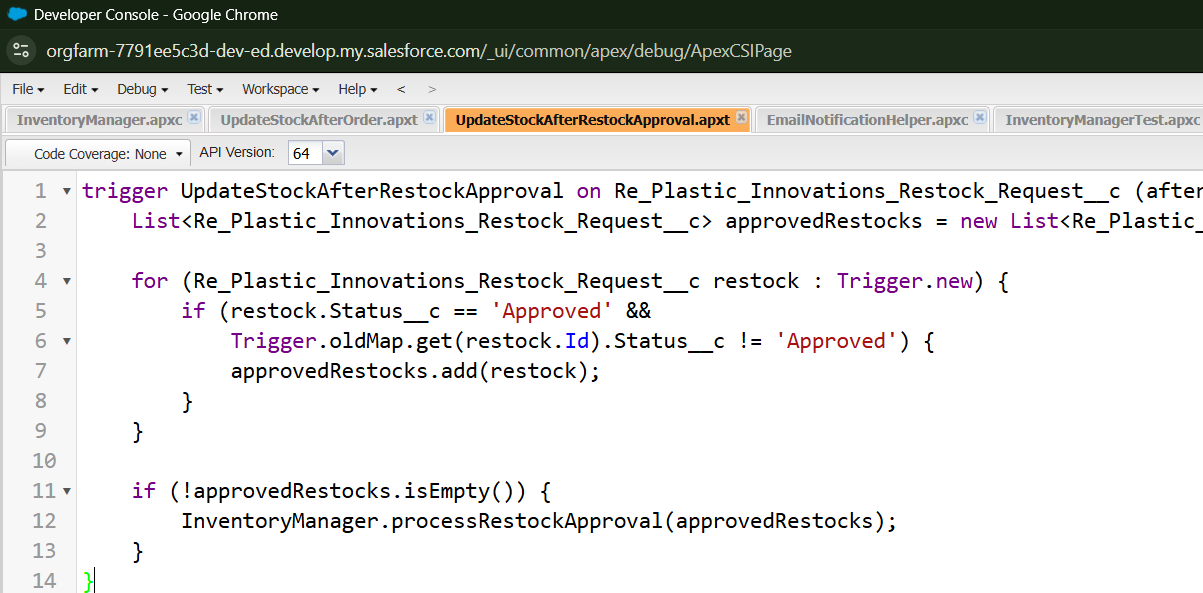 Developer Console - Google Chrome
orgfarm-7791ee5c3d-dev-ed.develop.my.salesforce.com/_ui/common/apex/debug/ApexCSIPage
File Edit Debug Test Workspace Help < >
InventoryManager.apxc UpdateStockAfterOrder.apxt UpdateStockAfterRestockApproval.apxt EmailNotificationHelper.apxc InventoryManagerTest.apxc
Code Coverage: None API Version: 64
1 trigger UpdateStockAfterRestockApproval on Re_Plastic_Innovations_Restock_Request__c (after
2 List<Re_Plastic_Innovations_Restock_Request__c> approvedRestocks = new List<Re_Plastic_
3
4 for (Re_Plastic_Innovations_Restock_Request__c restock : Trigger.new) {
5 if (restock.Status__c == 'Approved' &&
6 Trigger.oldMap.get(restock.Id).Status__c != 'Approved') {
7 approvedRestocks.add(restock);
8 }
9 }
10
11 if (!approvedRestocks.isEmpty()) {
12 InventoryManager.processRestockApproval(approvedRestocks);
13 }
14 }